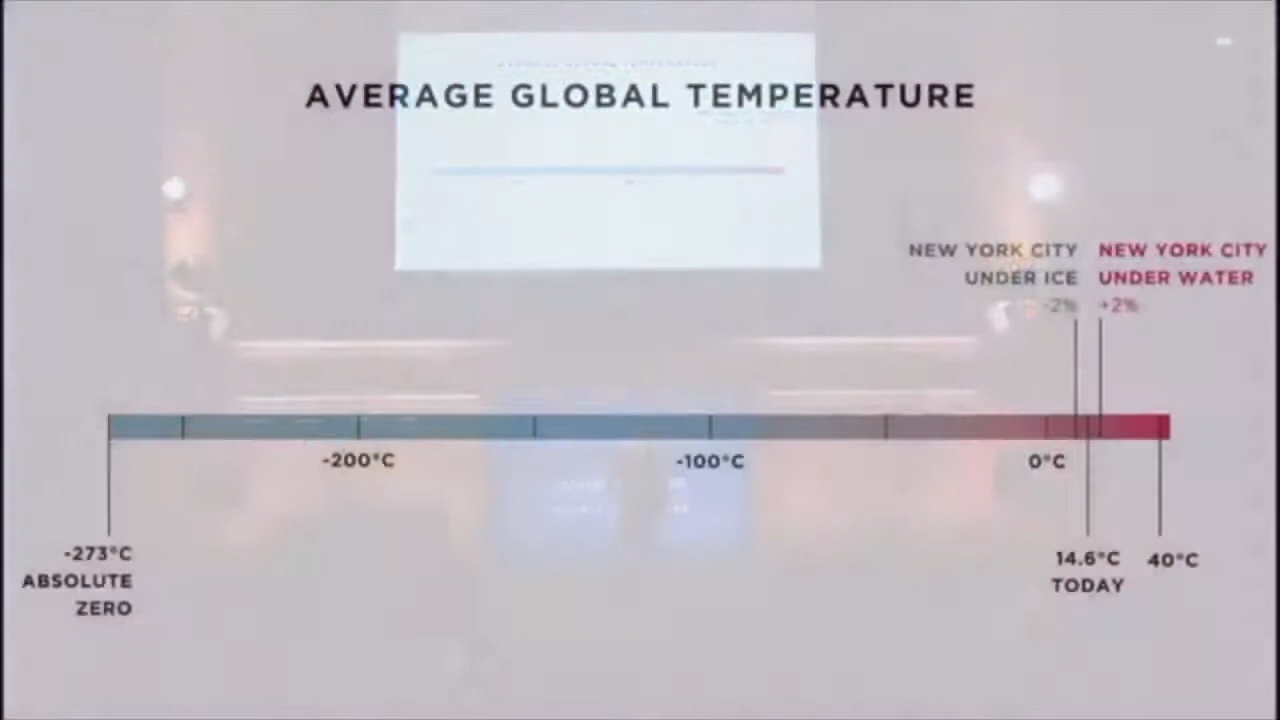 AVERAGE GLOBAL TEMPERATURE
NEW YORK CITY
UNDER ICE
-2%
NEW YORK CITY
UNDER WATER
+2%
-200°C
-100°C
0°C
-273°C
ABSOLUTE
ZERO
14.6°C
TODAY
40°C